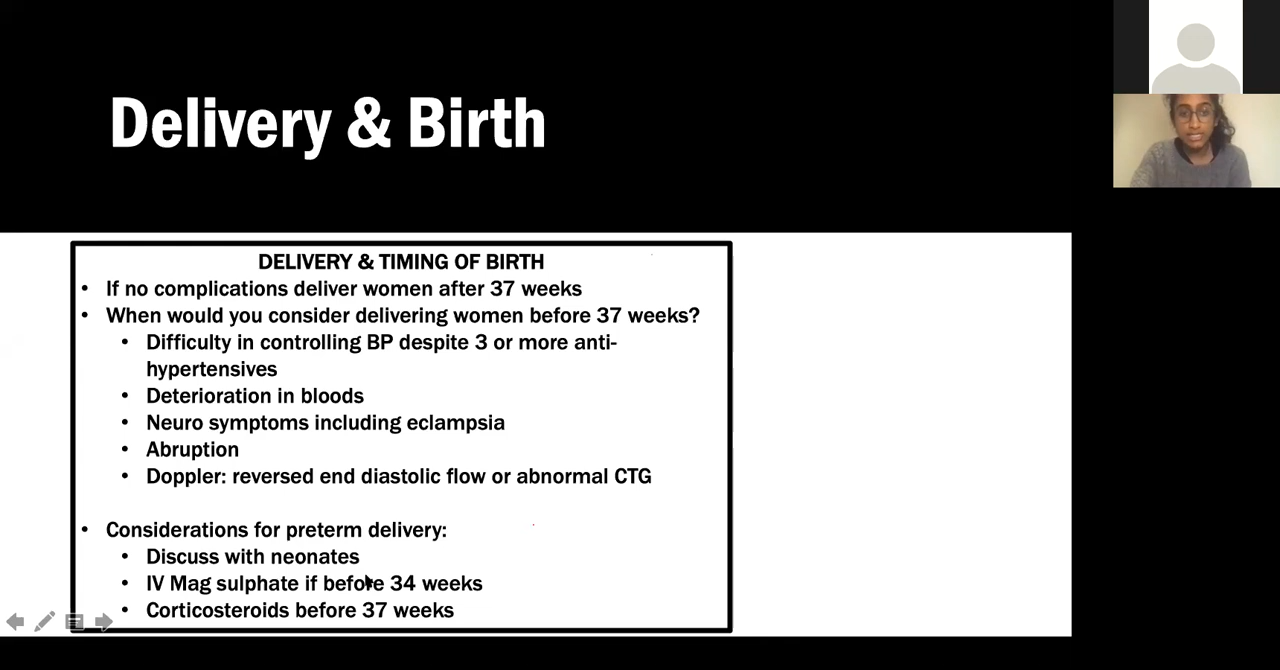 Delivery & Birth
DELIVERY & TIMING OF BIRTH
• If no complications deliver women after 37 weeks
• When would you consider delivering women before 37 weeks?
• Difficulty in controlling BP despite 3 or more anti-
hypertensives
• Deterioration in bloods
• Neuro symptoms including eclampsia
• Abruption
• Doppler: reversed end diastolic flow or abnormal CTG
• Considerations for preterm delivery:
• Discuss with neonates
• IV Mag sulphate if before 34 weeks
• Corticosteroids before 37 weeks